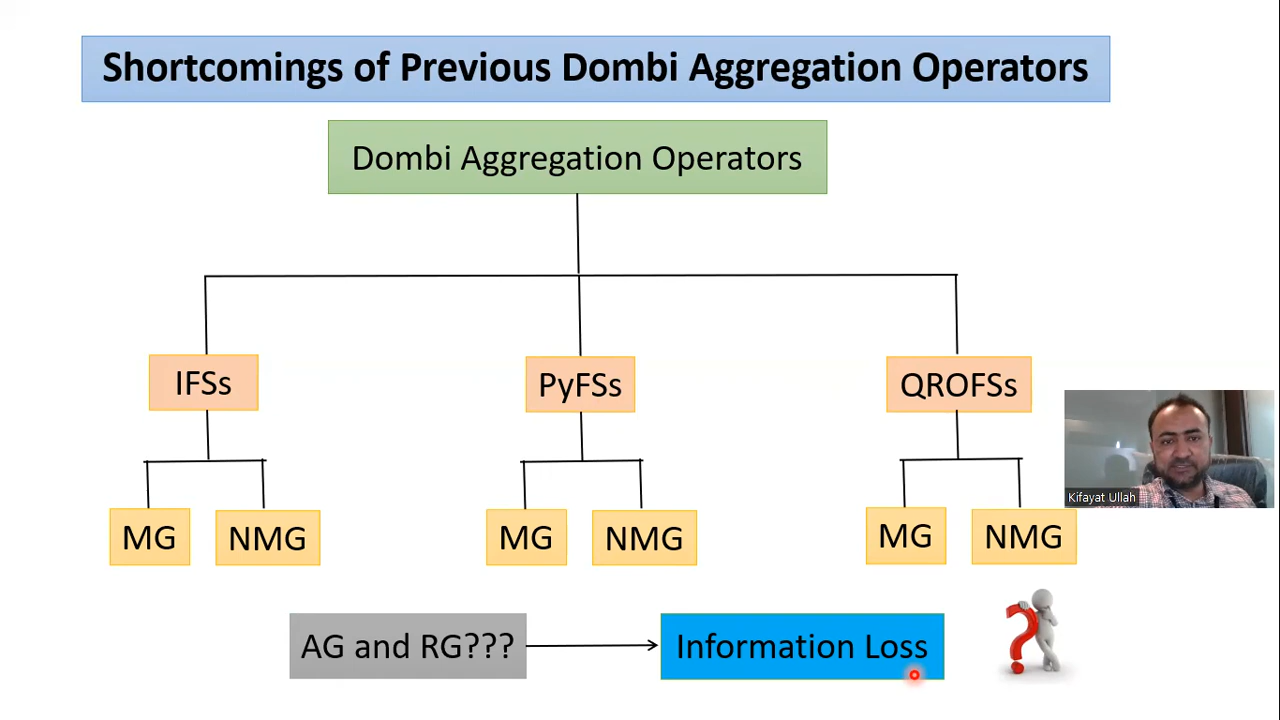 Shortcomings of Previous Dombi Aggregation Operators
Dombi Aggregation Operators
IFSs
PyFSs
QROFSs
Kifayat Ullah
MG
NMG
MG
NMG
MG
NMG
AG and RG???
Information Loss